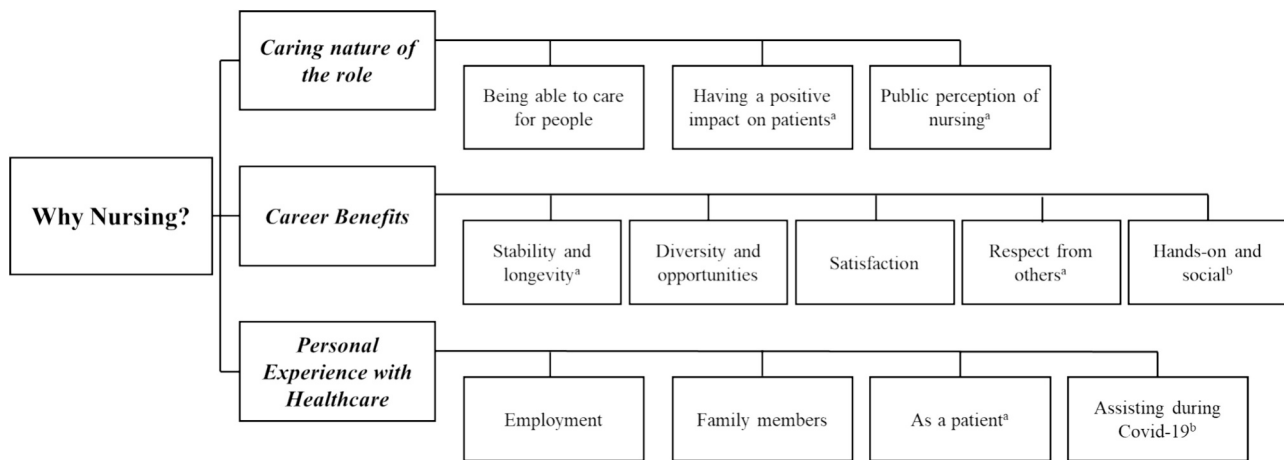 Caring nature of
the role
Being able to care
for people
Having a positive
impact on patientsᵃ
Public perception of
nursingᵃ
Why Nursing?
Career Benefits
Stability and
longevityᵃ
Diversity and
opportunities
Satisfaction
Respect from
othersᵃ
Hands-on and
socialᵇ
Personal
Experience with
Healthcare
Employment
Family members
As a patientᵃ
Assisting during
Covid-19ᵇ